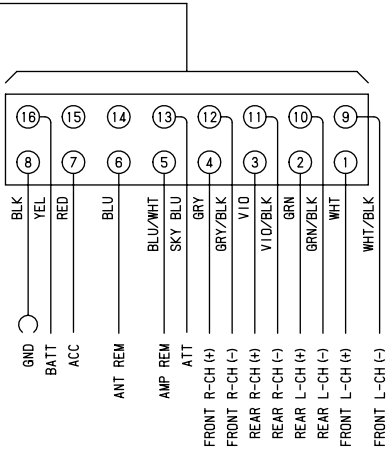 16 15 14 13 12 11 10 9
8 7 6 5 4 3 2 1
BLK
YEL
RED
BLU
BLU/WHT
SKY BLU
GRY
GRY/BLK
VIO
VIO/BLK
GRN
GRN/BLK
WHT
WHT/BLK
GND
BATT
ACC
ANT REM
AMP REM
ATT
FRONT R-CH (+)
FRONT R-CH (-)
REAR R-CH (+)
REAR R-CH (-)
REAR L-CH (+)
REAR L-CH (-)
FRONT L-CH (+)
FRONT L-CH (-)